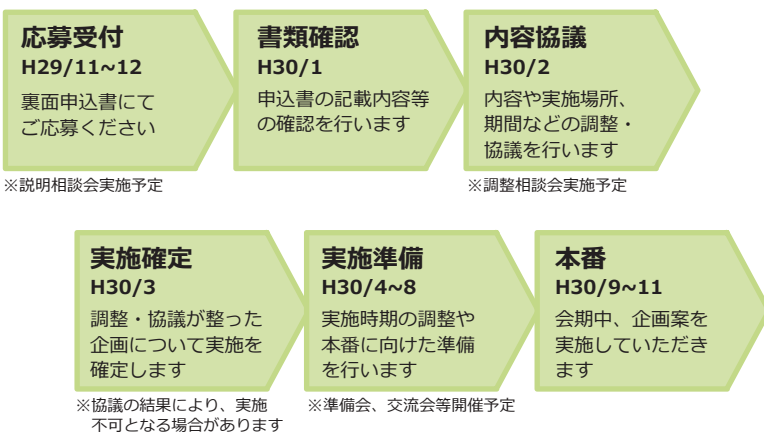 応募受付
H29/11~12
裏面申込書にて
ご応募ください
※説明相談会実施予定
書類確認
H30/1
申込書の記載内容等
の確認を行います
内容協議
H30/2
内容や実施場所、
期間などの調整・
協議を行います
※調整相談会実施予定
実施確定
H30/3
調整・協議が整った
企画について実施を
確定します
※協議の結果により、実施
不可となる場合があります
実施準備
H30/4~8
実施時期の調整や
本番に向けた準備
を行います
※準備会、交流会等開催予定
本番
H30/9~11
会期中、企画案を
実施していただき
ます